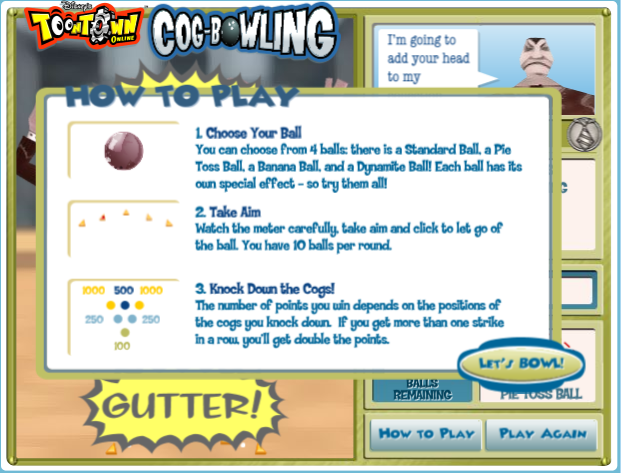 Disney's
TOONTOWN
ONLINE
COG-BOWLING
I'm going to
add your head
to my
HOW TO PLAY
1. Choose Your Ball
You can choose from 4 balls: there is a Standard Ball, a Pie
Toss Ball, a Banana Ball, and a Dynamite Ball! Each ball has its
own special effect - so try them all!
2. Take Aim
Watch the meter carefully, take aim and click to let go of
the ball. You have 10 balls per round.
1000 500 1000
250 250
100
3. Knock Down the Cogs!
The number of points you win depends on the positions of
the cogs you knock down. If you get more than one strike
in a row, you'll get double the points.
LET'S BOWL!
GUTTER!
BALLS
REMAINING
PIE TOSS BALL
HOW TO PLAY
PLAY AGAIN